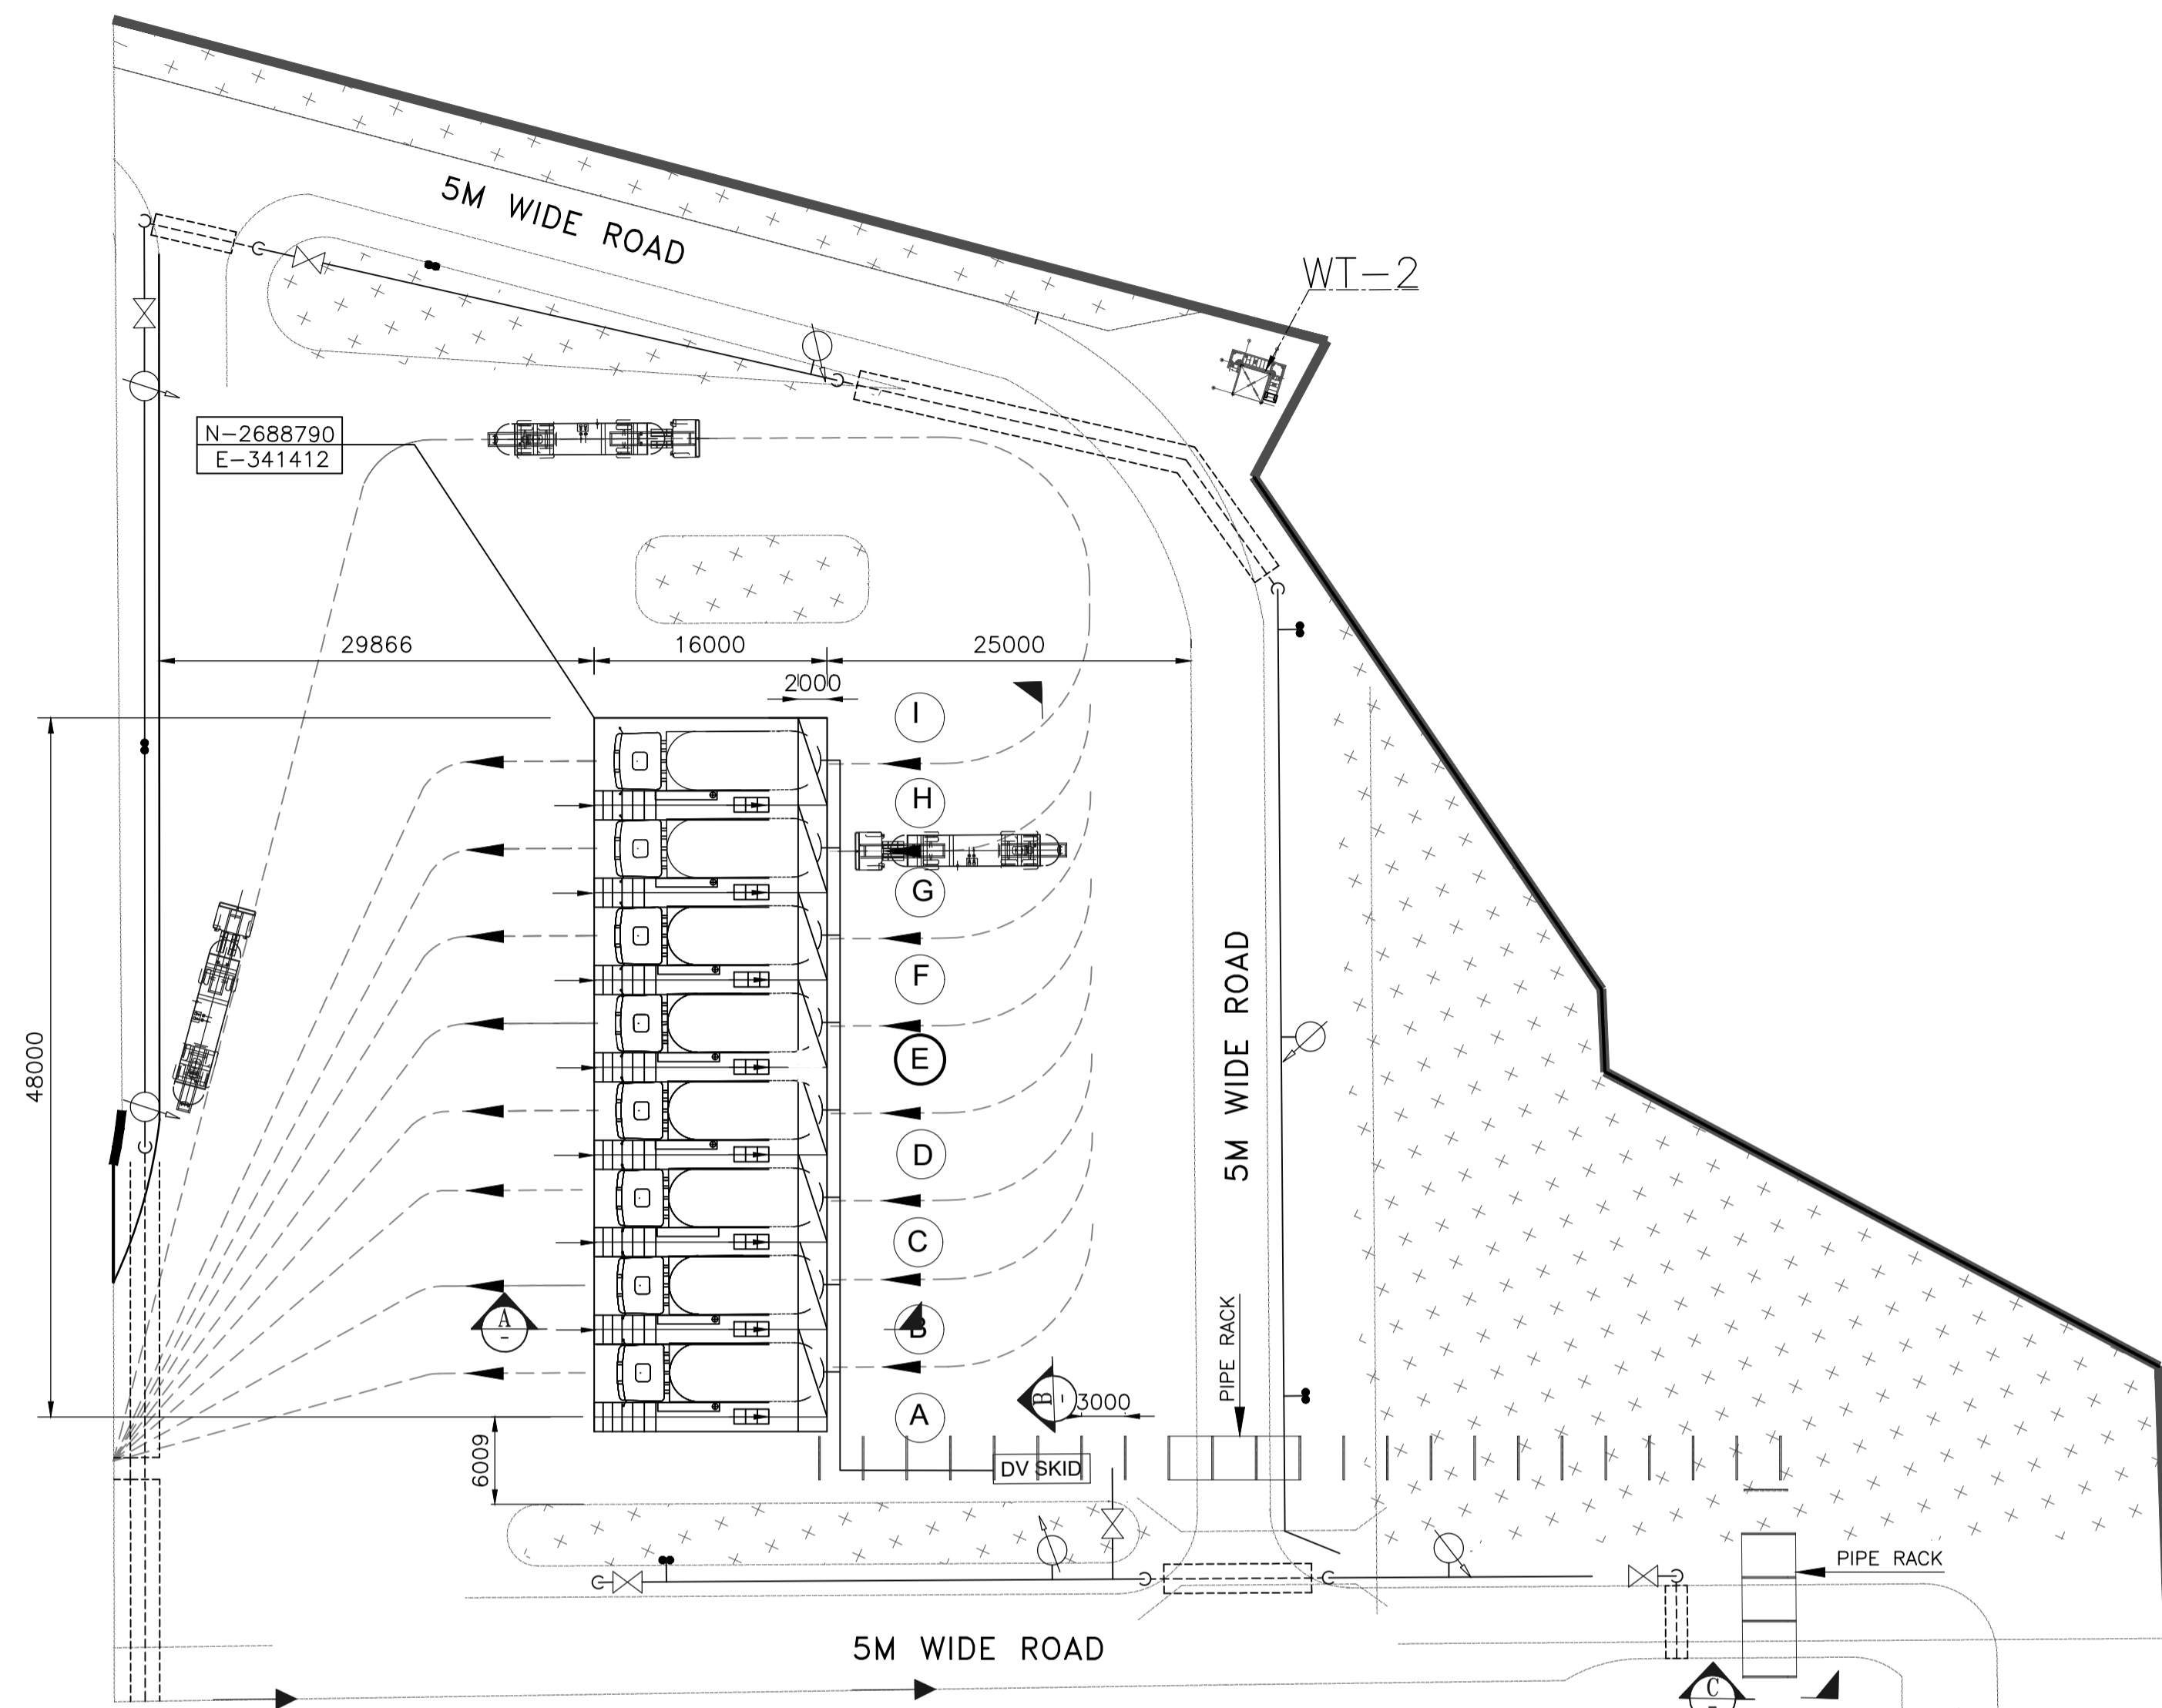 5M WIDE ROAD
WT-2
N-2688790
E-341412
29866
16000
25000
2000
I
H
G
F
E
D
C
B
A
48000
5M WIDE ROAD
PIPE RACK
A
-
B
-
3000
6009
DV SKID
PIPE RACK
5M WIDE ROAD
C
-